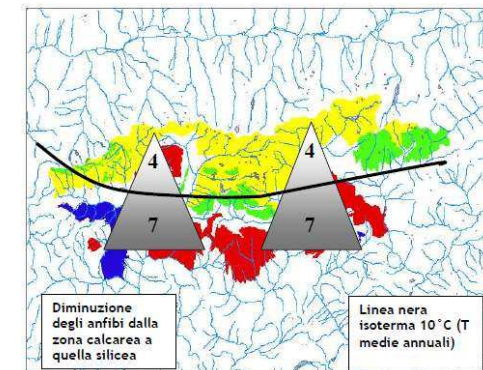 4
4
7
7
Diminuzione
degli anfibi dalla
zona calcarea a
quella silicea
Linea nera
isoterma 10°C (T
medie annuali)